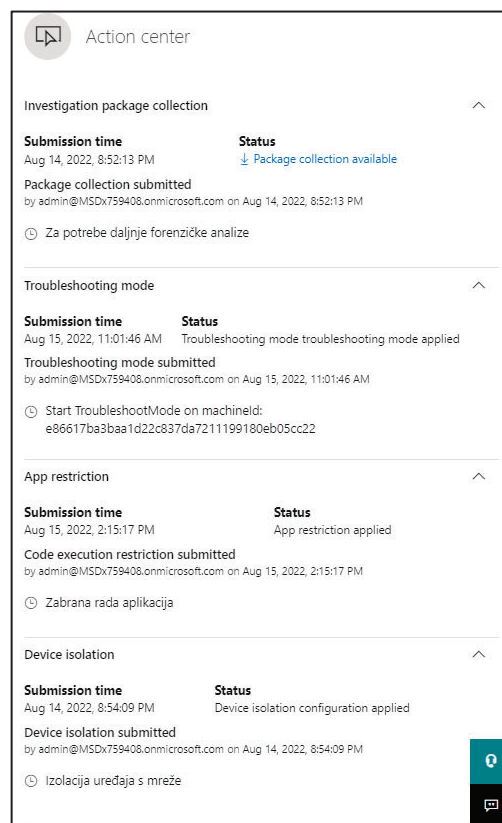 Action center
Investigation package collection
Submission time Status
Aug 14, 2022, 8:52:13 PM Package collection available
Package collection submitted
by admin@MSDx759408.onmicrosoft.com on Aug 14, 2022, 8:52:13 PM
Za potrebe daljnje forenzičke analize
Troubleshooting mode
Submission time Status
Aug 15, 2022, 11:01:46 AM Troubleshooting mode troubleshooting mode applied
Troubleshooting mode submitted
by admin@MSDx759408.onmicrosoft.com on Aug 15, 2022, 11:01:46 AM
Start TroubleshootMode on machineId:
e86617ba3baa1d22c837da7211199180eb05cc22
App restriction
Submission time Status
Aug 15, 2022, 2:15:17 PM App restriction applied
Code execution restriction submitted
by admin@MSDx759408.onmicrosoft.com on Aug 15, 2022, 2:15:17 PM
Zabrana rada aplikacija
Device isolation
Submission time Status
Aug 14, 2022, 8:54:09 PM Device isolation configuration applied
Device isolation submitted
by admin@MSDx759408.onmicrosoft.com on Aug 14, 2022, 8:54:09 PM
Izolacija uređaja s mreže